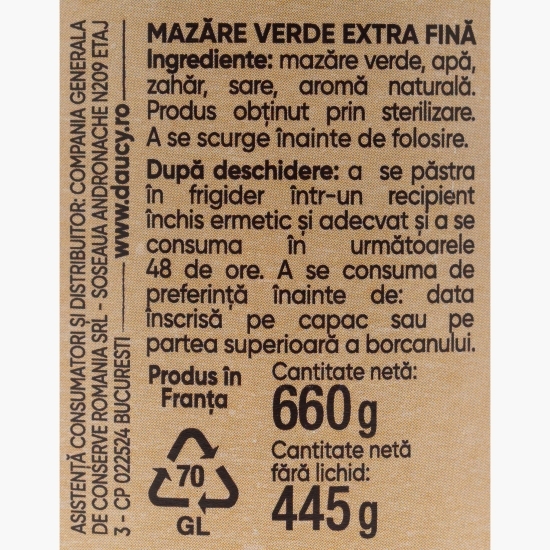 MAZĂRE VERDE EXTRA FINĂ
Ingrediente: mazăre verde, apă,
zahăr, sare, aromă naturală.
Produs obținut prin sterilizare.
A se scurge înainte de folosire.
După deschidere: a se păstra
în frigider într-un recipient
închis ermetic și adecvat și a se
consuma în următoarele
48 de ore. A se consuma de
preferință înainte de: data
înscrisă pe capac sau pe
partea superioară a borcanului.
Produs în
Franța
Cantitate netă:
660 g
Cantitate netă
fără lichid:
445 g
70
GL
ASISTENȚĂ CONSUMATORI ȘI DISTRIBUITOR: COMPANIA GENERALA
DE CONSERVE ROMANIA SRL - SOSEAUA ANDRONACHE N209 ETAJ
3 - CP 022524 BUCURESTI
www.daucy.ro